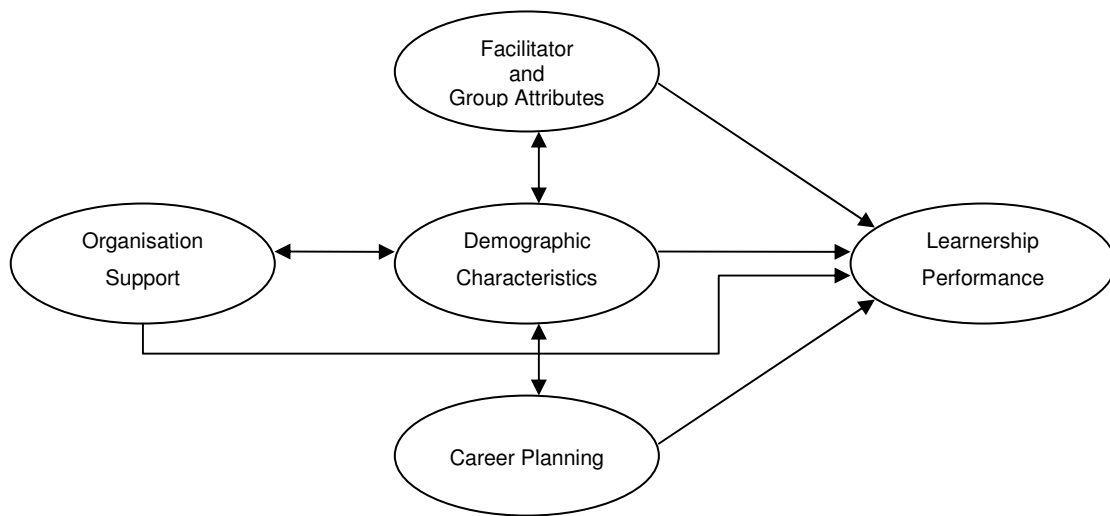 Facilitator
and
Group Attributes
Organisation
Support
Demographic
Characteristics
Learnership
Performance
Career Planning